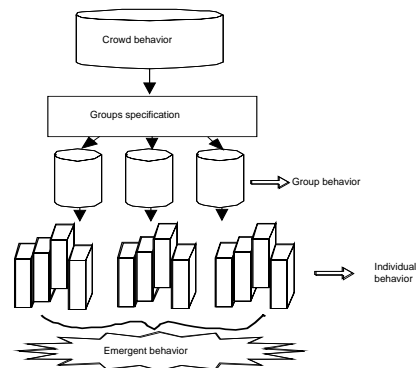 Crowd behavior
Groups specification
Group behavior
Individual
behavior
Emergent behavior